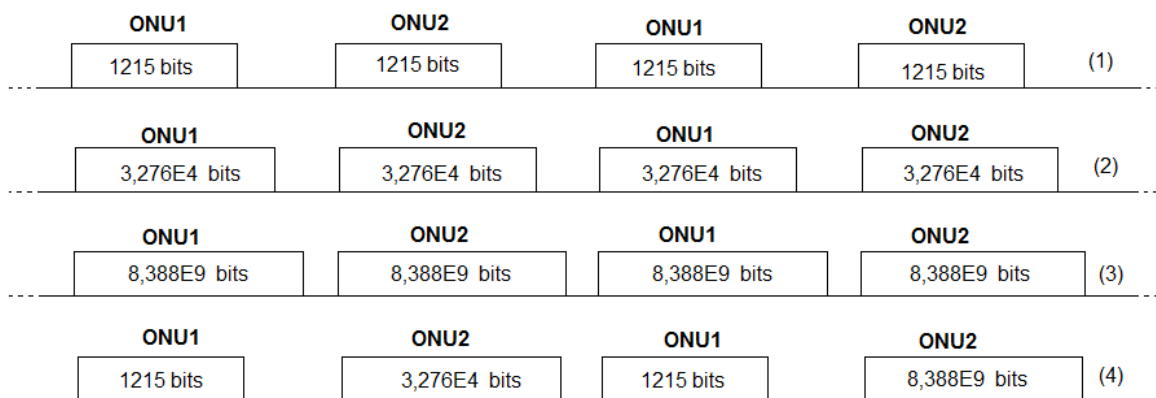 ONU1 ONU2 ONU1 ONU2
1215 bits 1215 bits 1215 bits 1215 bits (1)
ONU1 ONU2 ONU1 ONU2
3,276E4 bits 3,276E4 bits 3,276E4 bits 3,276E4 bits (2)
ONU1 ONU2 ONU1 ONU2
8,388E9 bits 8,388E9 bits 8,388E9 bits 8,388E9 bits (3)
ONU1 ONU2 ONU1 ONU2
1215 bits 3,276E4 bits 1215 bits 8,388E9 bits (4)